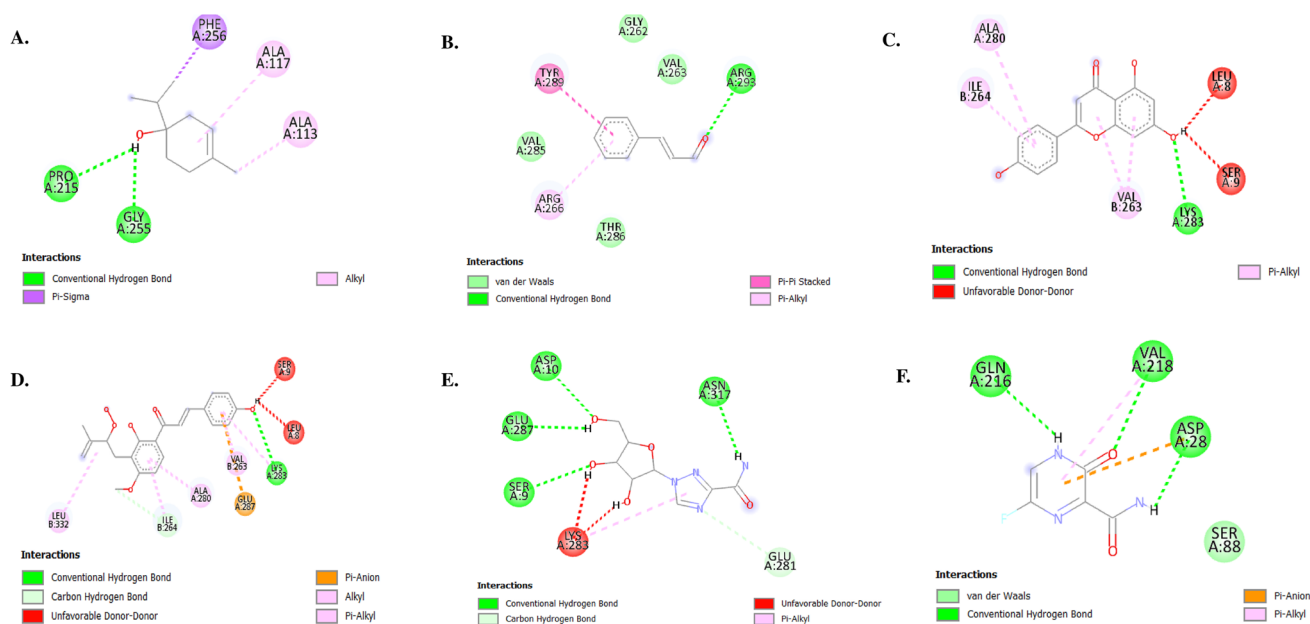 A.
PHE
A:256
ALA
A:117
ALA
A:113
H
PRO
A:215
GLY
A:255
Interactions
Conventional Hydrogen Bond
Pi-Sigma
Alkyl
B.
GLY
A:262
TYR
A:289
VAL
A:263
ARG
A:293
VAL
A:285
ARG
A:266
THR
A:286
Interactions
van der Waals
Conventional Hydrogen Bond
Pi-Pi Stacked
Pi-Alkyl
C.
ALA
A:280
ILE
B:264
LEU
A:8
H
SER
A:9
VAL
B:263
LYS
A:283
Interactions
Conventional Hydrogen Bond
Unfavorable Donor-Donor
Pi-Alkyl
D.
SER
A:9
H
LEU
A:8
VAL
B:263
LYS
A:283
ALA
A:280
GLU
A:287
LEU
B:332
ILE
B:264
Interactions
Conventional Hydrogen Bond
Carbon Hydrogen Bond
Unfavorable Donor-Donor
Pi-Anion
Alkyl
Pi-Alkyl
E.
ASP
A:10
ASN
A:317
GLU
A:287
H
H
N
SER
A:9
O
H
N
N
H
N
O
LYS
A:283
GLU
A:281
Interactions
Conventional Hydrogen Bond
Carbon Hydrogen Bond
Unfavorable Donor-Donor
Pi-Alkyl
F.
GLN
A:216
VAL
A:218
ASP
A:28
H
NH
O
F
N
N
H
O
SER
A:88
Interactions
van der Waals
Conventional Hydrogen Bond
Pi-Anion
Pi-Alkyl